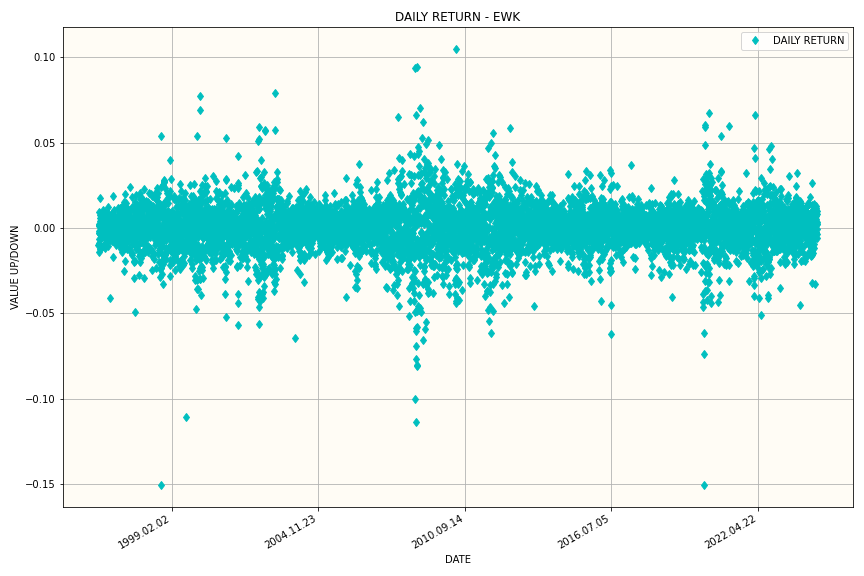 DAILY RETURN - EWK
DAILY RETURN
0.10
0.05
0.00
−0.05
−0.10
−0.15
VALUE UP/DOWN
1999.02.02
2004.11.23
2010.09.14
2016.07.05
2022.04.22
DATE